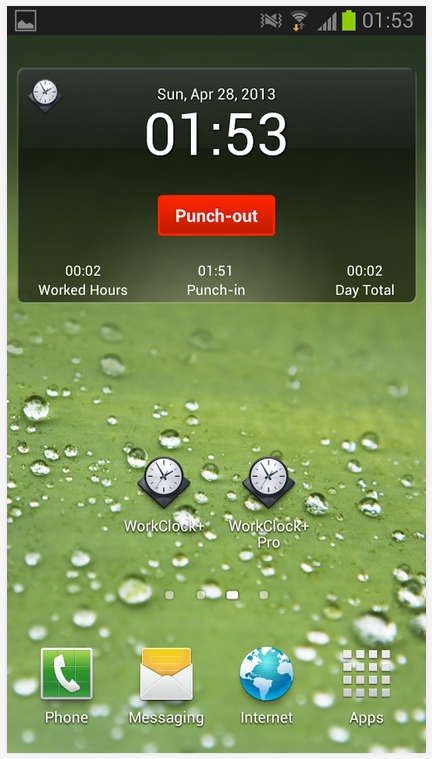 01:53
Sun, Apr 28, 2013
01:53
Punch-out
00:02 01:51 00:02
Worked Hours Punch-in Day Total
WorkClock+ WorkClock+
Pro
Phone Messaging Internet Apps